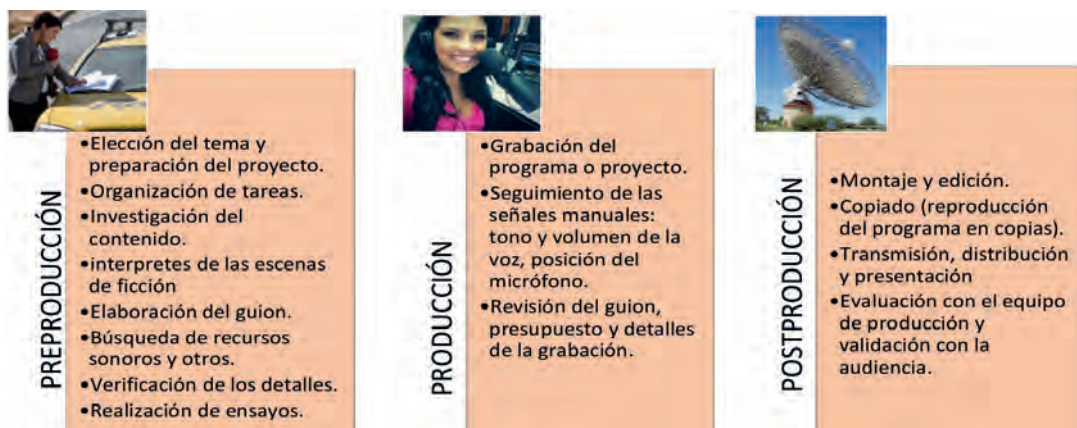 PREPRODUCCIÓN
•Elección del tema y
preparación del proyecto.
•Organización de tareas.
•Investigación del
contenido.
•interpretes de las escenas
de ficción
•Elaboración del guion.
•Búsqueda de recursos
sonoros y otros.
•Verificación de los detalles.
•Realización de ensayos.
PRODUCCIÓN
•Grabación del
programa o proyecto.
•Seguimiento de las
señales manuales:
tono y volumen de la
voz, posición del
micrófono.
•Revisión del guion,
presupuesto y detalles
de la grabación.
POSTPRODUCCIÓN
•Montaje y edición.
•Copiado (reproducción
del programa en copias).
•Transmisión, distribución
y presentación
•Evaluación con el equipo
de producción y
validación con la
audiencia.